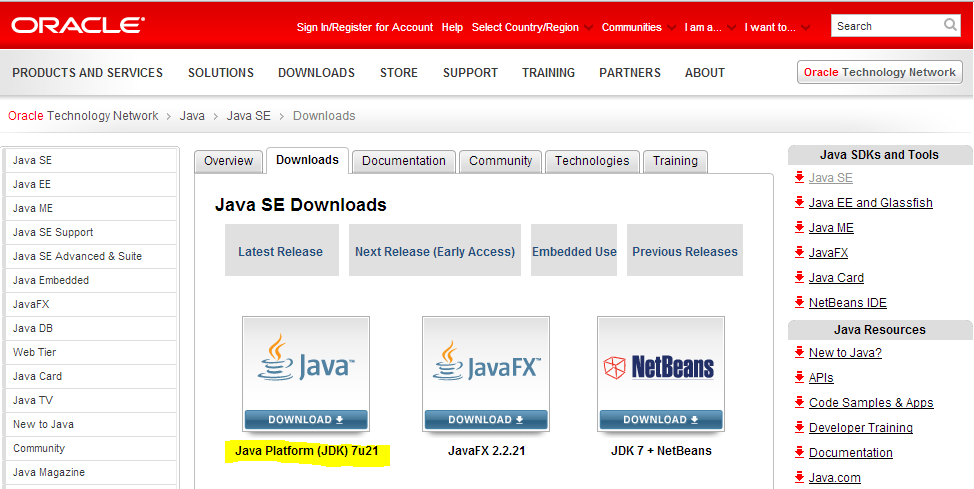 ORACLE
Sign In/Register for Account Help Select Country/Region Communities I am a... I want to... Search
PRODUCTS AND SERVICES SOLUTIONS DOWNLOADS STORE SUPPORT TRAINING PARTNERS ABOUT Oracle Technology Network
Oracle Technology Network > Java > Java SE > Downloads
Java SE
Java EE
Java ME
Java SE Support
Java SE Advanced & Suite
Java Embedded
JavaFX
Java DB
Web Tier
Java Card
Java TV
New to Java
Community
Java Magazine
Overview Downloads Documentation Community Technologies Training
Java SE Downloads
Latest Release Next Release (Early Access) Embedded Use Previous Releases
Java™ JavaFX™ NetBeans
DOWNLOAD DOWNLOAD DOWNLOAD
Java Platform (JDK) 7u21 JavaFX 2.2.21 JDK 7 + NetBeans
Java SDKs and Tools
Java SE
Java EE and Glassfish
Java ME
JavaFX
Java Card
NetBeans IDE
Java Resources
New to Java?
APIs
Code Samples & Apps
Developer Training
Documentation
Java.com